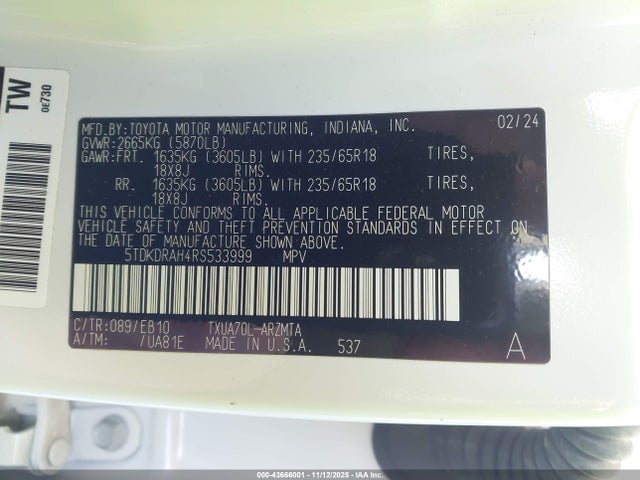 TW
0E730
MFD.BY:TOYOTA MOTOR MANUFACTURING, INDIANA, INC. 02/24
GVWR:2665KG (5870LB)
GAWR:FRT. 1635KG (3605LB) WITH 235/65R18 TIRES,
18X8J RIMS.
RR. 1635KG (3605LB) WITH 235/65R18 TIRES,
18X8J RIMS.
THIS VEHICLE CONFORMS TO ALL APPLICABLE FEDERAL MOTOR
VEHICLE SAFETY AND THEFT PREVENTION STANDARDS IN EFFECT ON
THE DATE OF MANUFACTURE SHOWN ABOVE.
5TDKDRAH4RS533999 MPV
C/TR:089/EB10 TXUA70L-ARZMTA
A/TM: /UA81E MADE IN U.S.A. 537 A
000-43666001 - 11/12/2025 - IAA Inc.